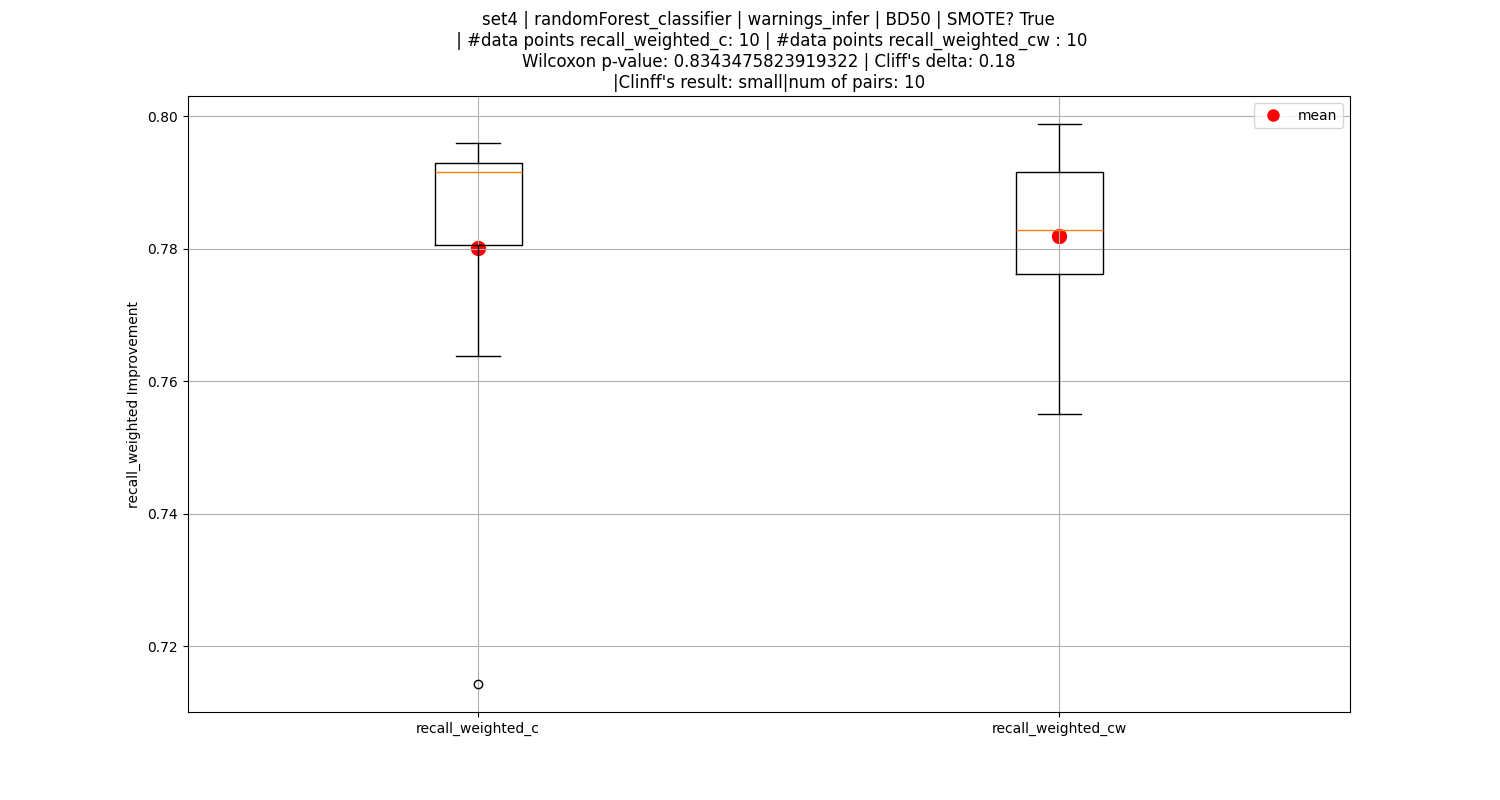 set4 | randomForest_classifier | warnings_infer | BD50 | SMOTE? True
| #data points recall_weighted_c: 10 | #data points recall_weighted_cw : 10
Wilcoxon p-value: 0.8343475823919322 | Cliff's delta: 0.18
|Clinff's result: small|num of pairs: 10
mean
recall_weighted Improvement
0.80
0.78
0.76
0.74
0.72
recall_weighted_c
recall_weighted_cw